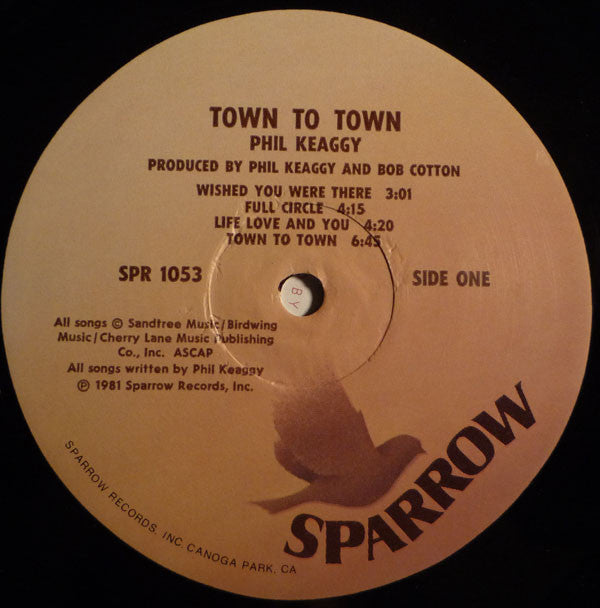 TOWN TO TOWN
PHIL KEAGGY
PRODUCED BY PHIL KEAGGY AND BOB COTTON
WISHED YOU WERE THERE 3:01
FULL CIRCLE 4:15
LIFE LOVE AND YOU 4:20
TOWN TO TOWN 6:45
SPR 1053
SIDE ONE
BY
All songs © Sandtree Music/Birdwing
Music/Cherry Lane Music Publishing
Co., Inc. ASCAP
All songs written by Phil Keaggy
℗ 1981 Sparrow Records, Inc.
SPARROW
SPARROW RECORDS, INC. CANOGA PARK, CA